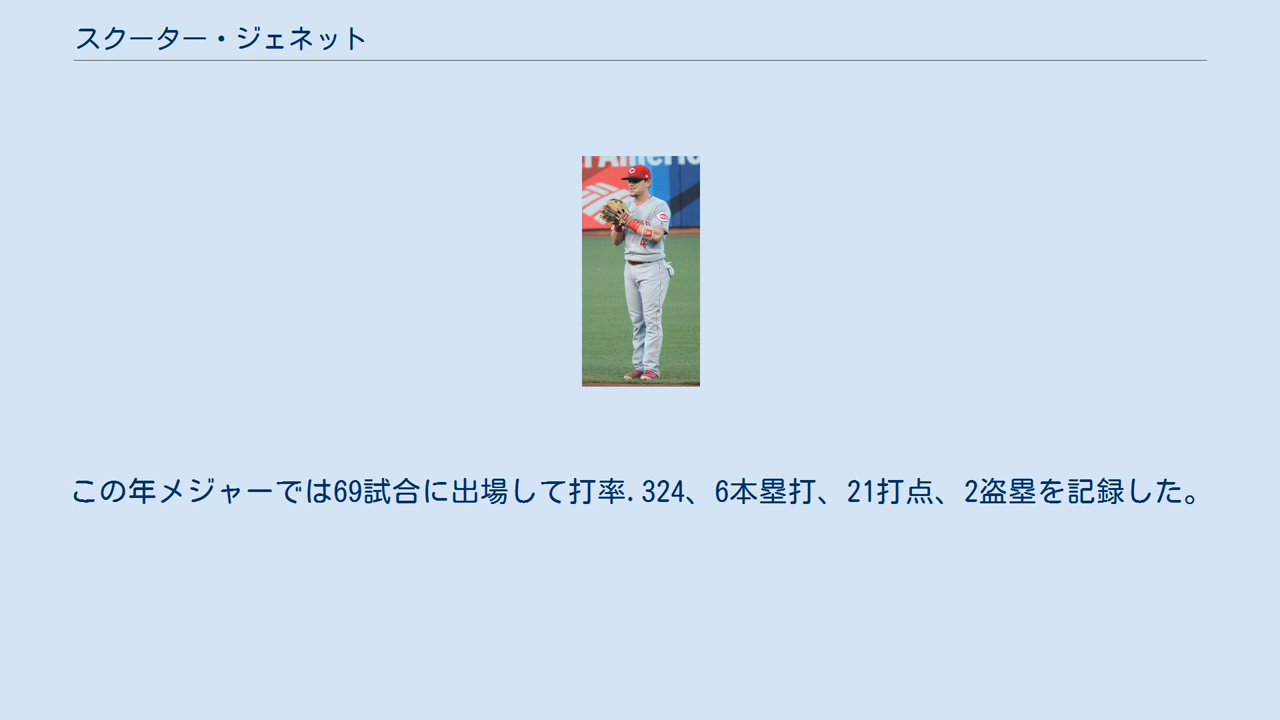 スクーター・ジェネット
この年メジャーでは69試合に出場して打率.324、6本塁打、21打点、2盗塁を記録した。